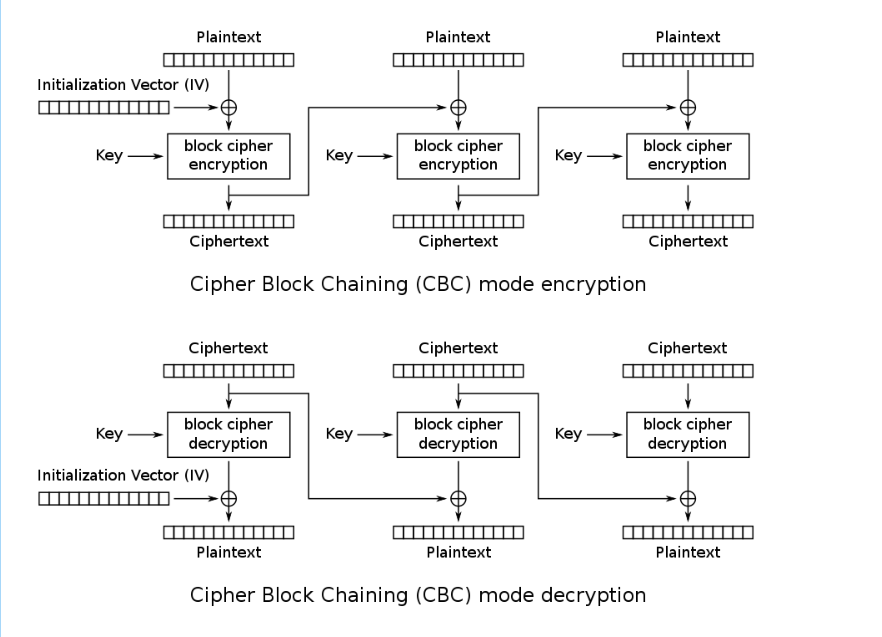 Plaintext Plaintext Plaintext
Initialization Vector (IV)
Key block cipher encryption Key block cipher encryption Key block cipher encryption
Ciphertext Ciphertext Ciphertext
Cipher Block Chaining (CBC) mode encryption
Ciphertext Ciphertext Ciphertext
Key block cipher decryption Key block cipher decryption Key block cipher decryption
Initialization Vector (IV)
Plaintext Plaintext Plaintext
Cipher Block Chaining (CBC) mode decryption